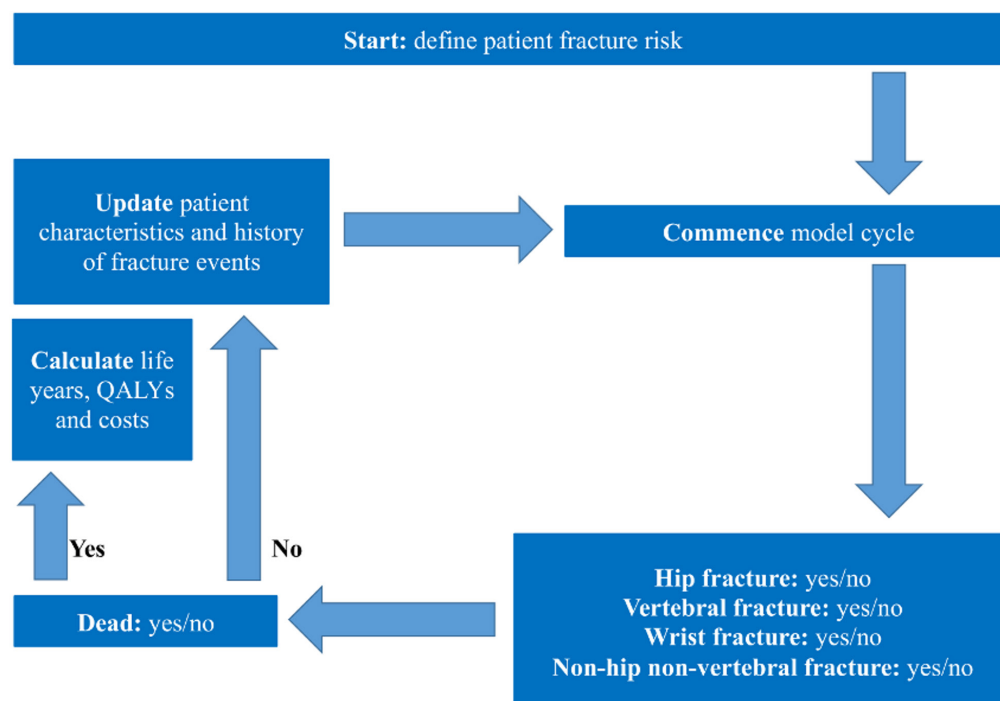 Start: define patient fracture risk
Update patient
characteristics and history
of fracture events
Commence model cycle
Calculate life
years, QALYs
and costs
Yes
No
Hip fracture: yes/no
Vertebral fracture: yes/no
Wrist fracture: yes/no
Non-hip non-vertebral fracture: yes/no
Dead: yes/no